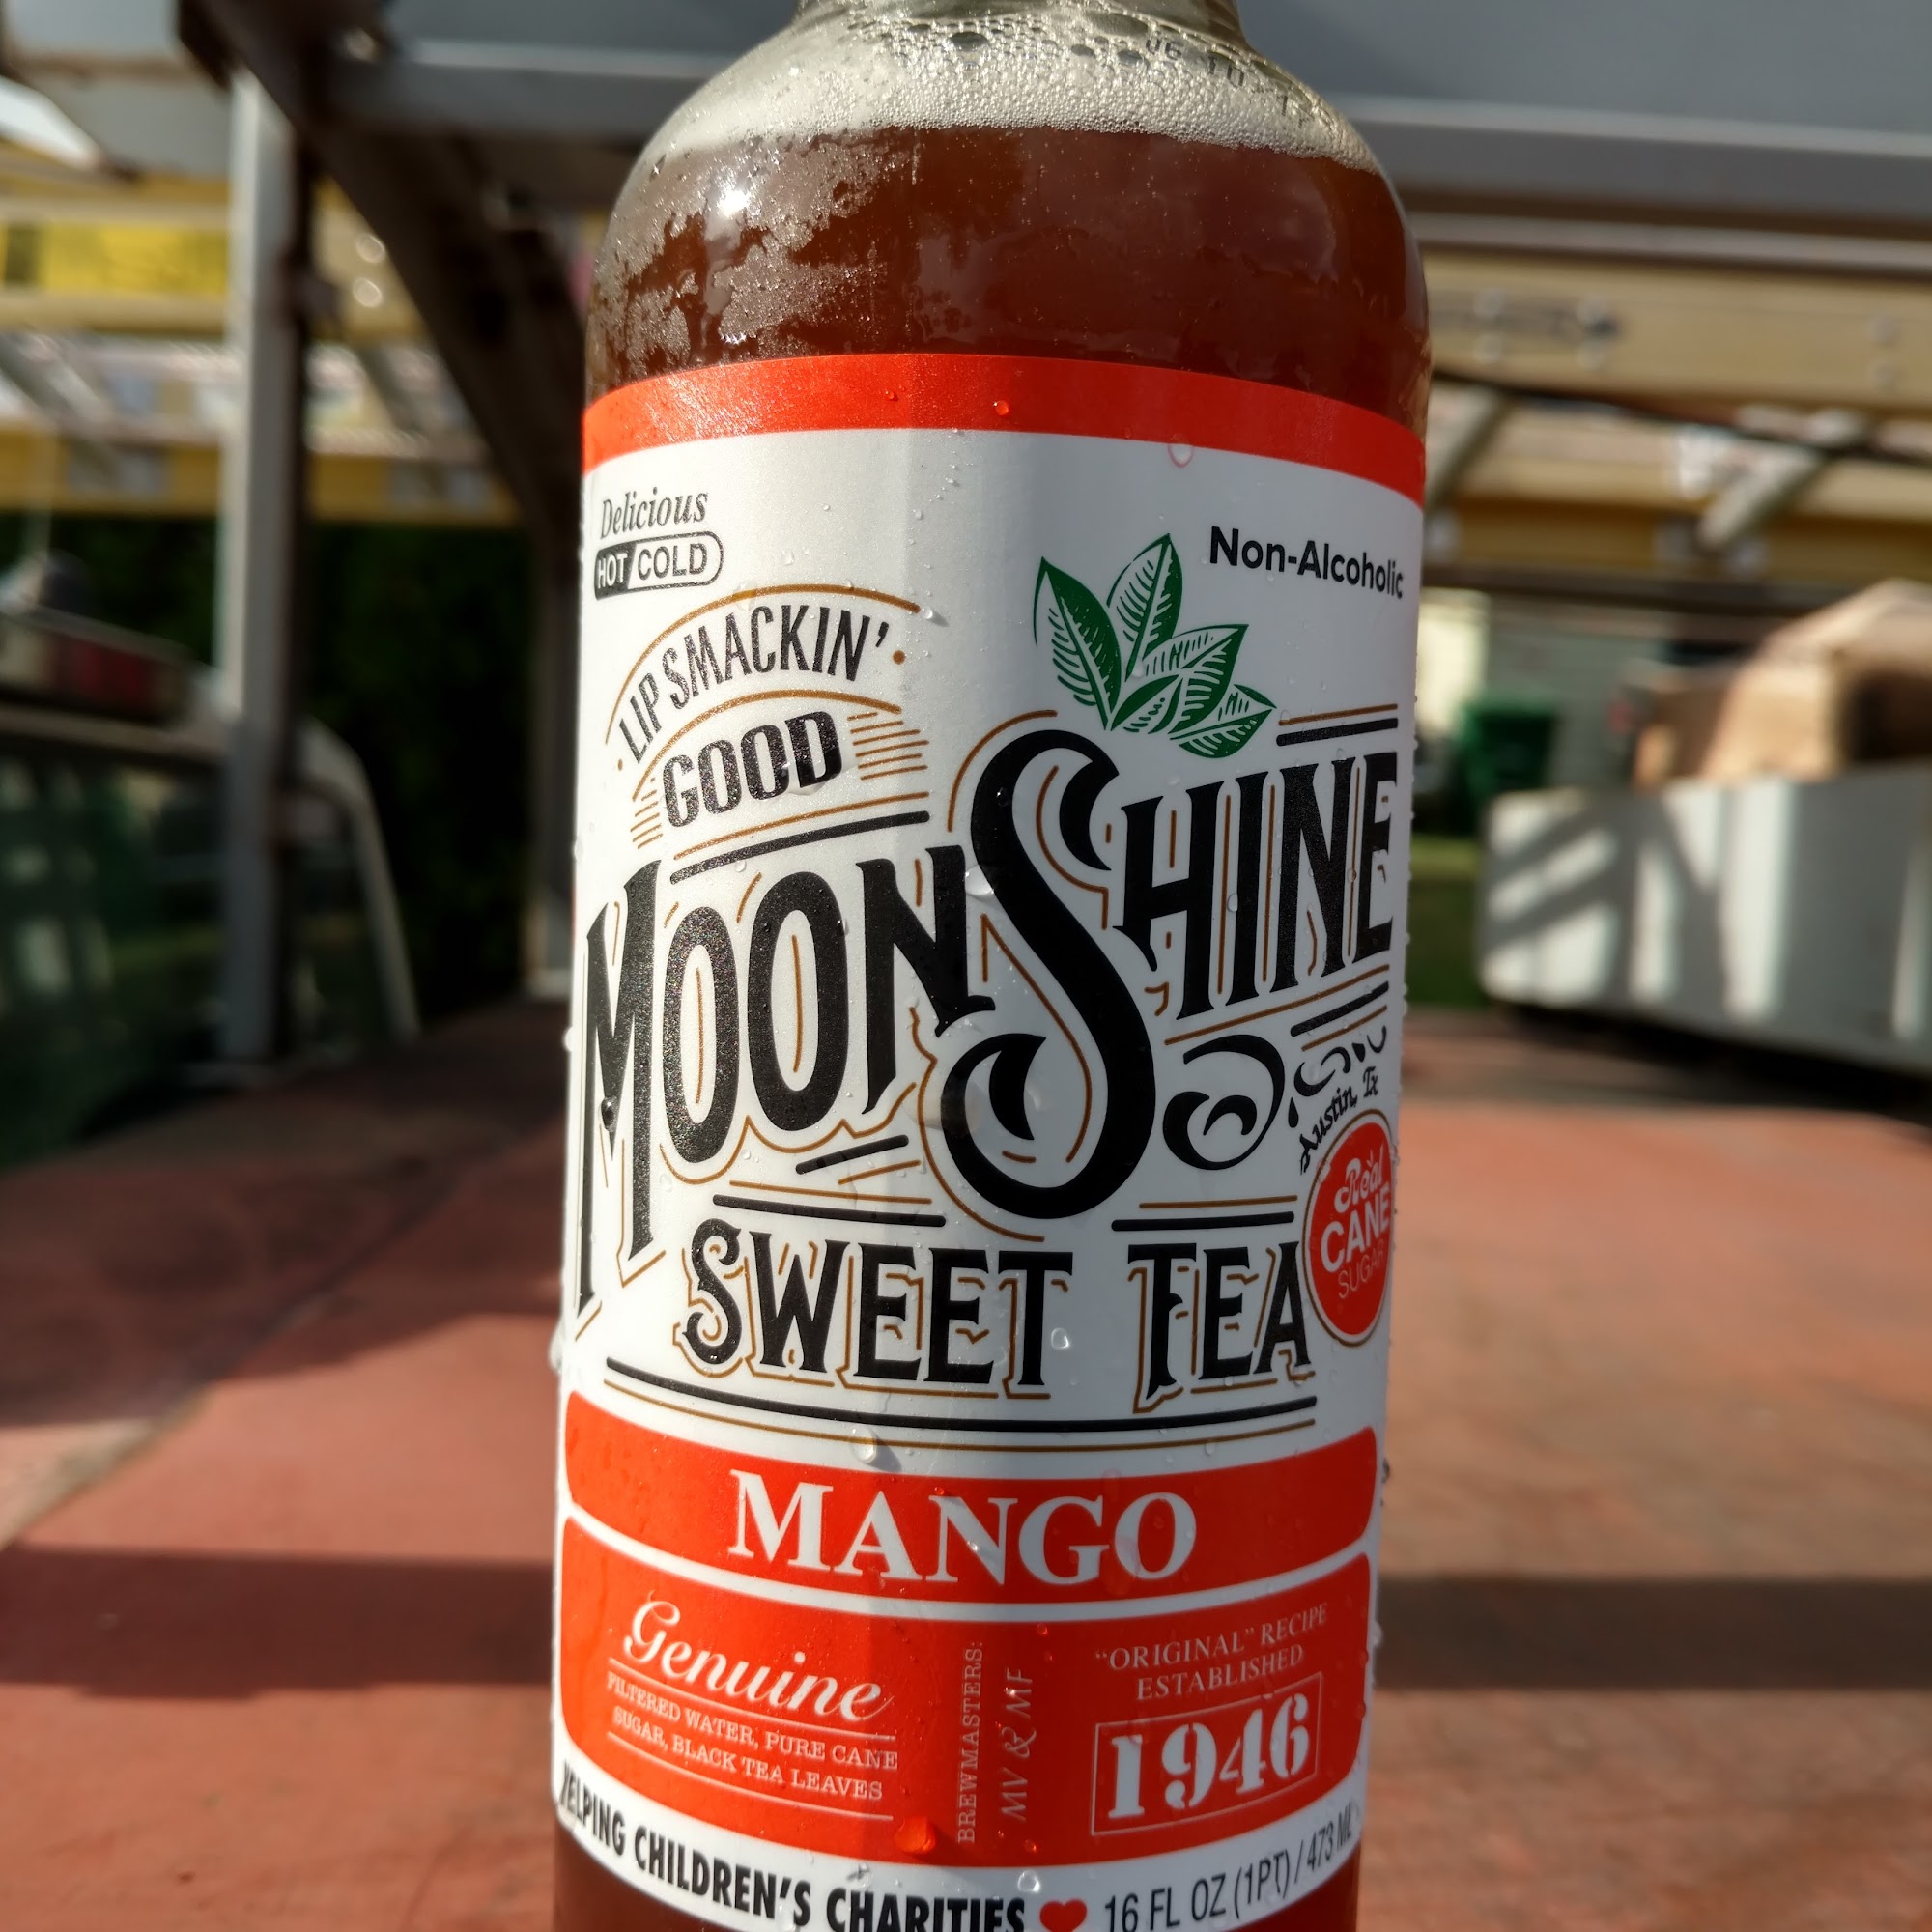 Delicious
HOT COLD
Non-Alcoholic
LIP SMACKIN'
GOOD
MOONSHINE
Austin, Tx
SWEET TEA
Real
CANE
SUGAR
MANGO
Genuine
FILTERED WATER, PURE CANE
SUGAR, BLACK TEA LEAVES
BREWMASTERS:
MV & MF
"ORIGINAL" RECIPE
ESTABLISHED
1946
HELPING CHILDREN'S CHARITIES ♥ 16 FL OZ (1PT) / 473 ML